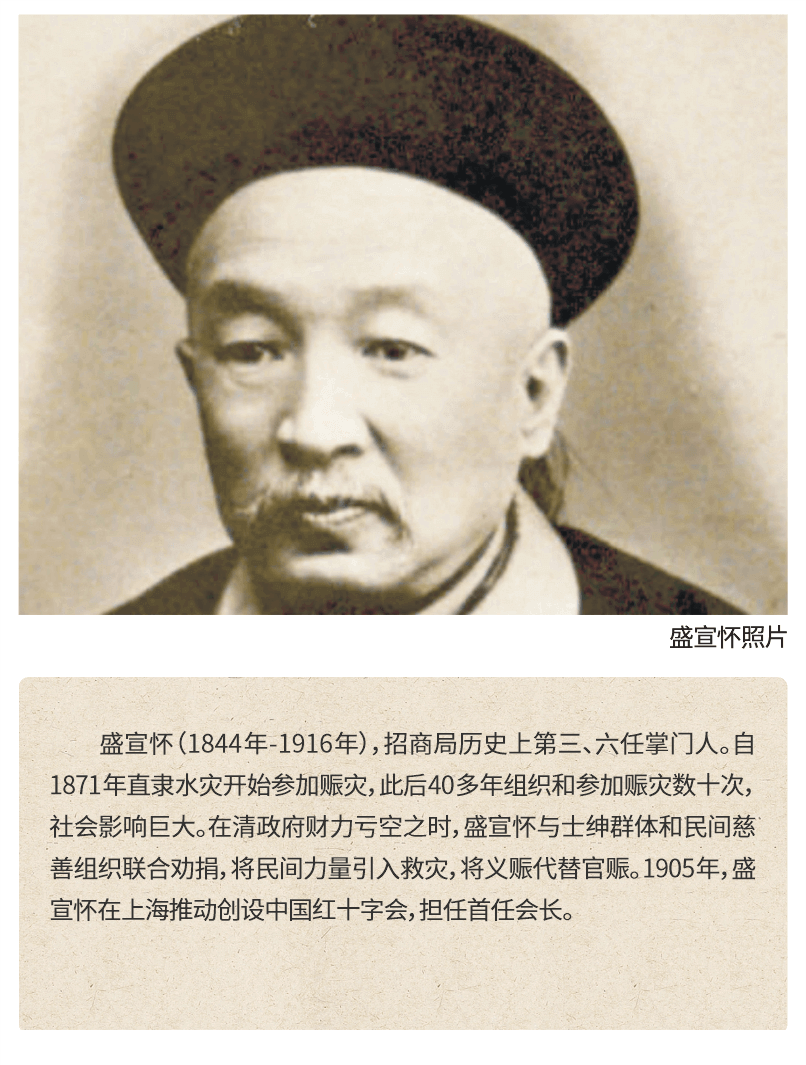 盛宣怀照片
盛宣怀（1844年-1916年），招商局历史上第三、六任掌门人。自
1871年直隶水灾开始参加赈灾，此后40多年组织和参加赈灾数十次，
社会影响巨大。在清政府财力亏空之时，盛宣怀与士绅群体和民间慈
善组织联合劝捐，将民间力量引入救灾，将义赈代替官赈。1905年，盛
宣怀在上海推动创设中国红十字会，担任首任会长。